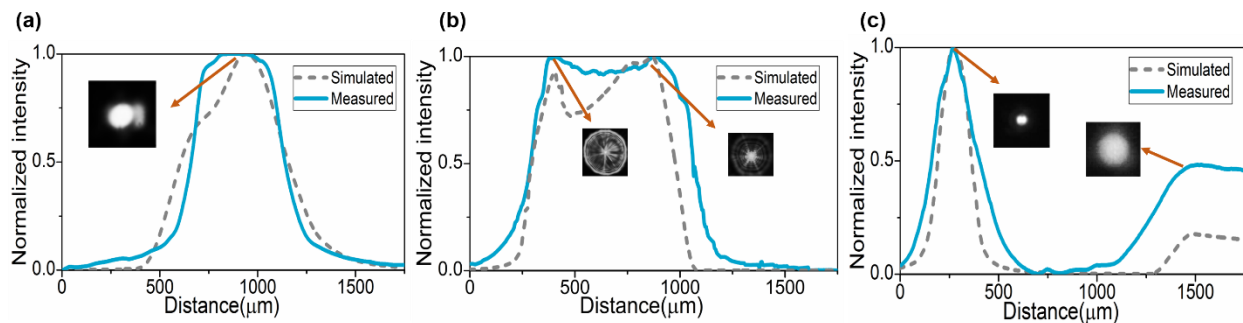 (a)
Normalized intensity
1.0
0.5
0.0
0
500
1000
1500
Distance(μm)
Simulated
Measured
(b)
Normalized intensity
1.0
0.5
0.0
0
500
1000
1500
Distance(μm)
Simulated
Measured
(c)
Normalized intensity
1.0
0.5
0.0
0
500
1000
1500
Distance(μm)
Simulated
Measured